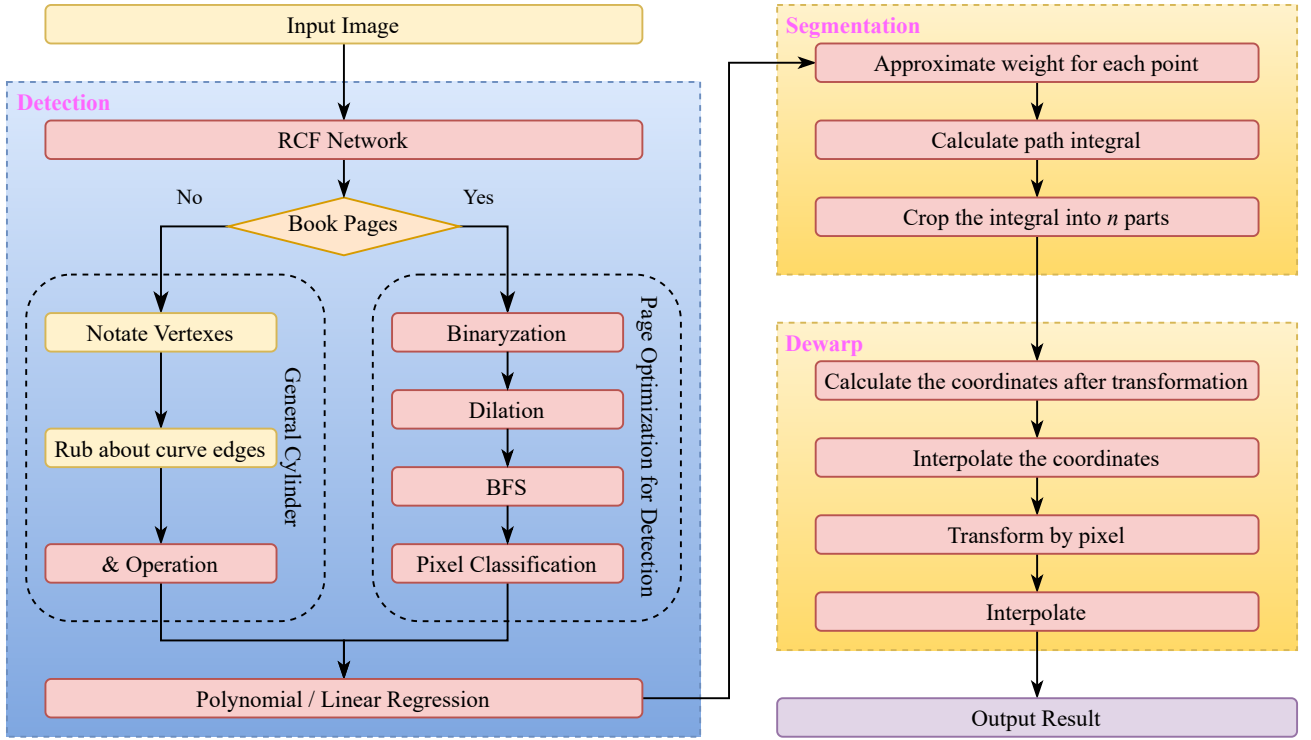 Input Image
Detection
RCF Network
No
Yes
Book Pages
Notate Vertexes
Rub about curve edges
& Operation
General Cylinder
Binaryzation
Dilation
BFS
Pixel Classification
Page Optimization for Detection
Polynomial / Linear Regression
Segmentation
Approximate weight for each point
Calculate path integral
Crop the integral into n parts
Dewarp
Calculate the coordinates after transformation
Interpolate the coordinates
Transform by pixel
Interpolate
Output Result